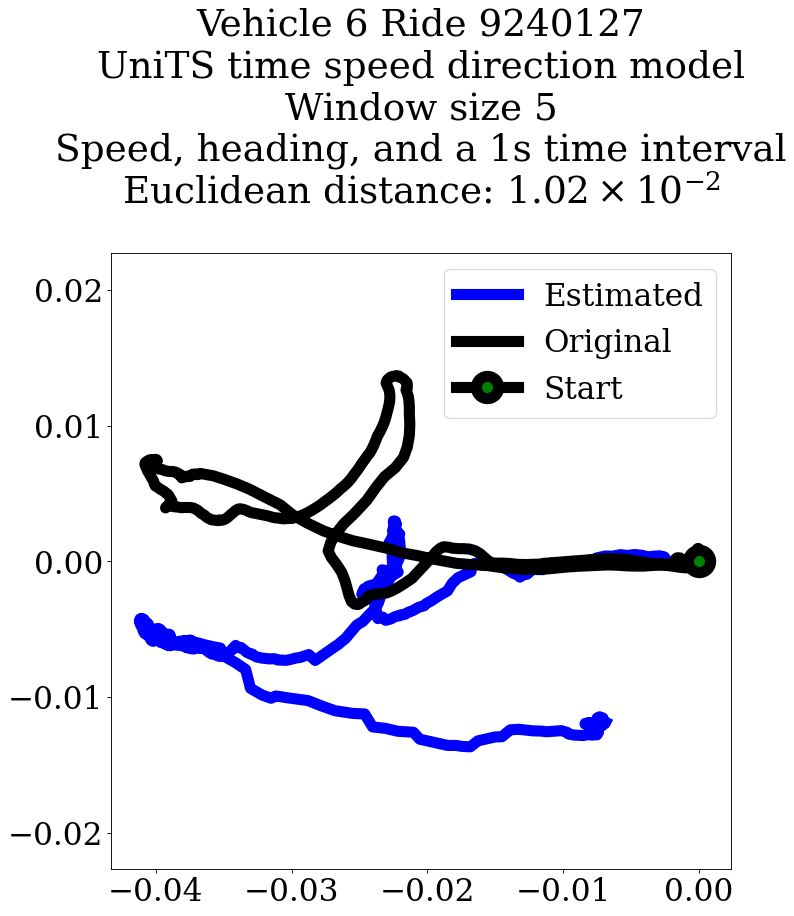 Vehicle 6 Ride 9240127
UniTS time speed direction model
Window size 5
Speed, heading, and a 1s time interval
Euclidean distance: 1.02 × 10⁻²
Estimated
Original
Start
0.02
0.01
0.00
−0.01
−0.02
−0.04 −0.03 −0.02 −0.01 0.00